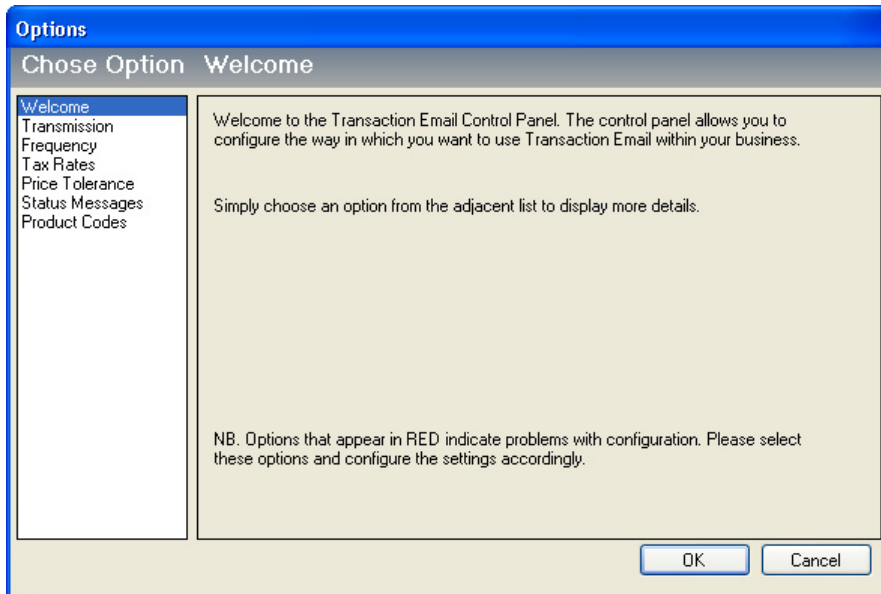 Options
Chose Option Welcome
Welcome
Transmission
Frequency
Tax Rates
Price Tolerance
Status Messages
Product Codes
Welcome to the Transaction Email Control Panel. The control panel allows you to
configure the way in which you want to use Transaction Email within your business.
Simply choose an option from the adjacent list to display more details.
NB. Options that appear in RED indicate problems with configuration. Please select
these options and configure the settings accordingly.
OK
Cancel